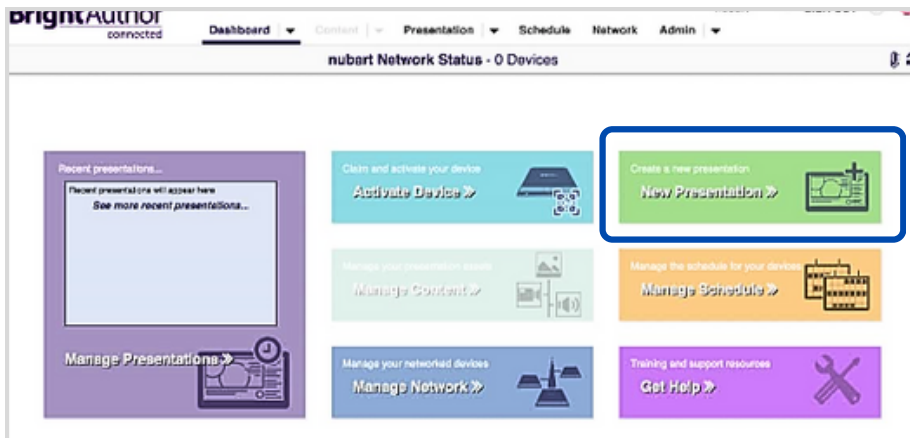 BrightAuthor
connected
Dashboard Content Presentation Schedule Network Admin
nubart Network Status - 0 Devices
Recent presentations...
Recent presentations will appear here
See more recent presentations...
Manage Presentations »
Claim and activate your device
Activate Device »
Create a new presentation
New Presentation »
Manage your presentation assets
Manage Content »
Manage the schedule for your devices
Manage Schedule »
Manage your networked devices
Manage Network »
Training and support resources
Get Help »